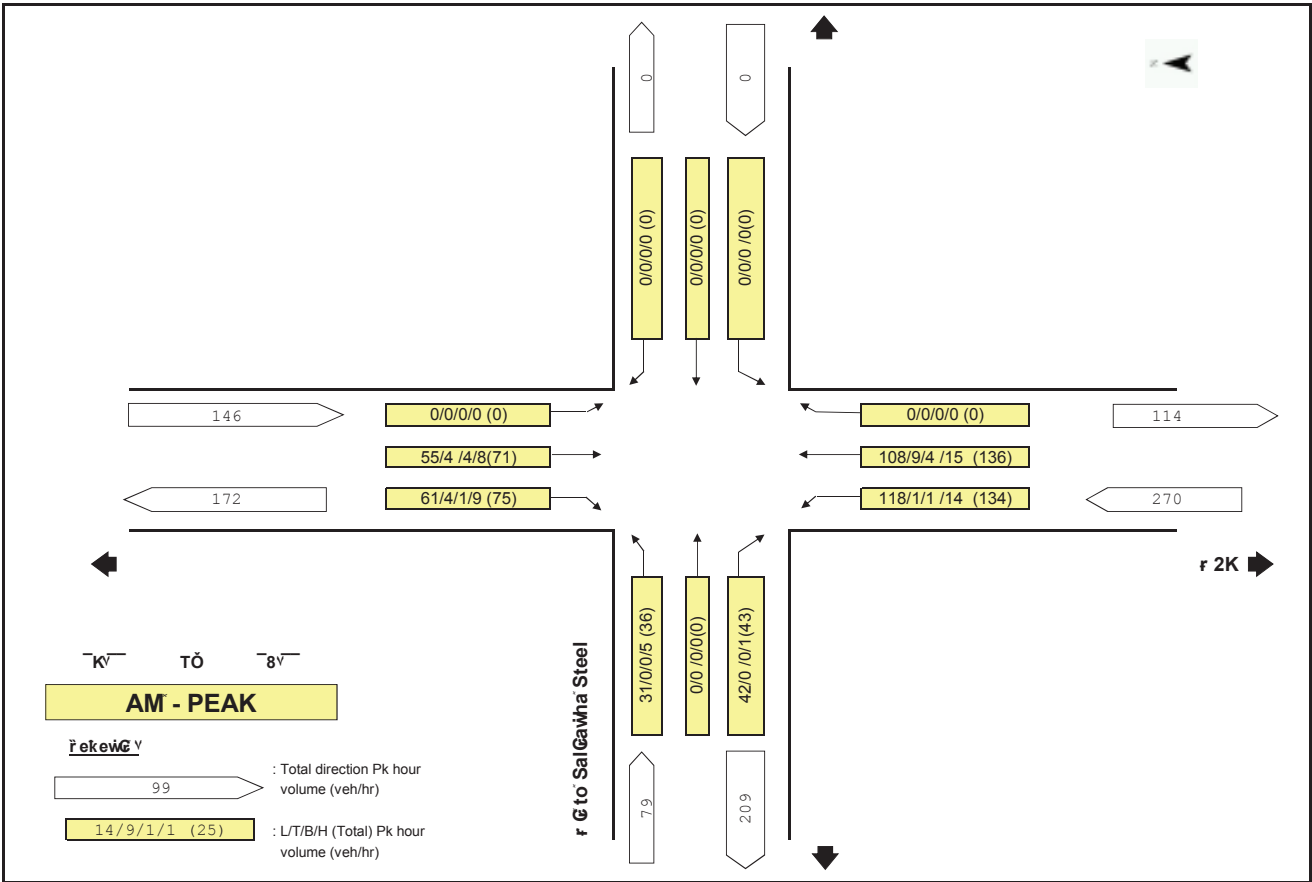 0
0
0/0/0/0 (0)
0/0/0/0 (0)
0/0/0 /0(0)
146
0/0/0/0 (0)
0/0/0/0 (0)
114
55/4 /4/8(71)
108/9/4 /15 (136)
172
61/4/1/9 (75)
118/1/1 /14 (134)
270
2K
31/0/0/5 (36)
0/0 /0/0(0)
42/0 /0/1(43)
AM - PEAK
99
: Total direction Pk hour
volume (veh/hr)
14/9/1/1 (25)
: L/T/B/H (Total) Pk hour
volume (veh/hr)
Steel
79
209